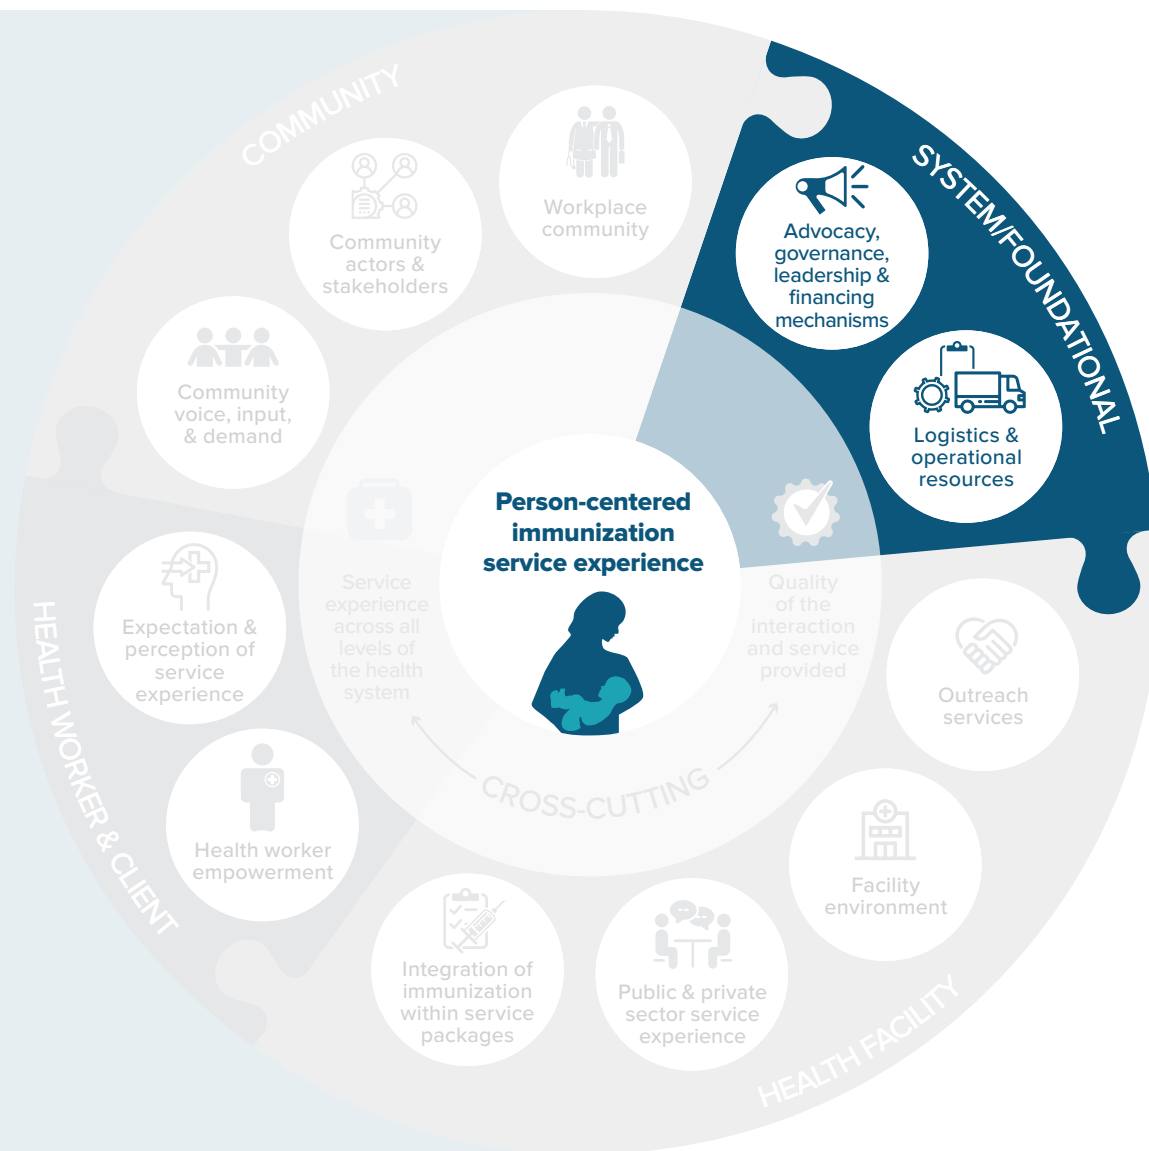 COMMUNITY
Workplace
community
Community
actors &
stakeholders
Community
voice, input,
& demand
SYSTEM/FOUNDATIONAL
Advocacy,
governance,
leadership &
financing
mechanisms
Logistics &
operational
resources
Person-centered
immunization
service experience
Service
experience
across all
levels of
the health
system
Quality
of the
interaction
and service
provided
CROSS-CUTTING
HEALTH WORKER & CLIENT
Expectation &
perception of
service
experience
Health worker
empowerment
HEALTH FACILITY
Outreach
services
Facility
environment
Public & private
sector service
experience
Integration of
immunization
within service
packages